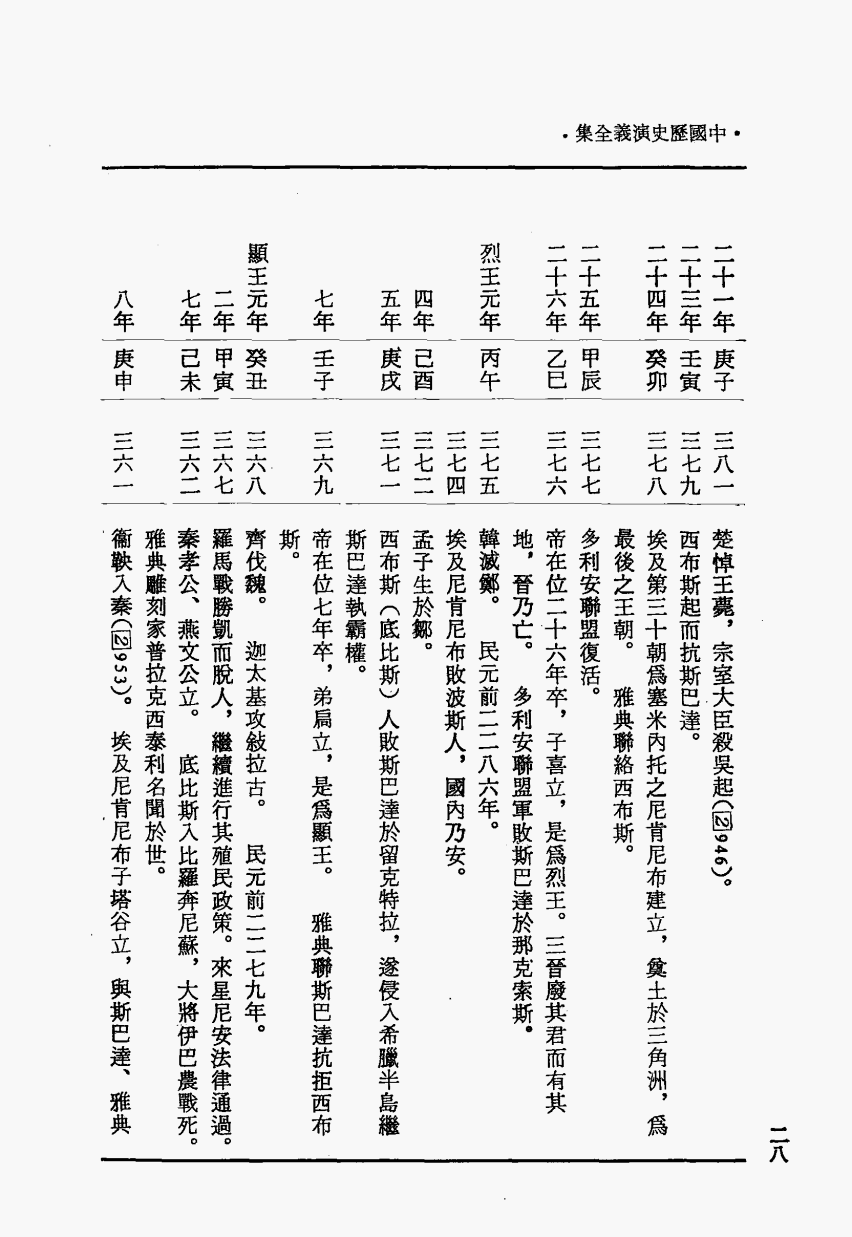 ·中國歷史演義全集·
二十一年 庚子 三八一 楚悼王薨，宗室大臣殺吳起(②946)。
二十三年 壬寅 三七九 西布斯起而抗斯巴達。
二十四年 癸卯 三七八 埃及第三十朝爲塞米內托之尼肯尼布建立，奠土於三角洲，爲
最後之王朝。 雅典聯絡西布斯。
二十五年 甲辰 三七七 多利安聯盟復活。
二十六年 乙巳 三七六 帝在位二十六年卒，子喜立，是爲烈王。三晉廢其君而有其
地，晉乃亡。 多利安聯盟軍敗斯巴達於那克索斯。
烈王元年 丙午 三七五 韓滅鄭。 民元前二二八六年。
三七四 埃及尼肯尼布敗波斯人，國內乃安。
四年 己酉 三七二 孟子生於鄒。
五年 庚戌 三七一 西布斯（底比斯）人敗斯巴達於留克特拉，遂侵入希臘半島繼
斯巴達執霸權。
七年 壬子 三六九 帝在位七年卒，弟扁立，是爲顯王。 雅典聯斯巴達抗拒西布
斯。
顯王元年 癸丑 三六八 齊伐魏。 迦太基攻敍拉古。 民元前二二七九年。
二年 甲寅 三六七 羅馬戰勝凱而脫人，繼續進行其殖民政策。來星尼安法律通過。
七年 己未 三六二 秦孝公、燕文公立。 底比斯入比羅奔尼蘇，大將伊巴農戰死。
雅典雕刻家普拉克西泰利名聞於世。
八年 庚申 三六一 衞鞅入秦(②953)。 埃及尼肯尼布子塔谷立，與斯巴達、雅典
二八